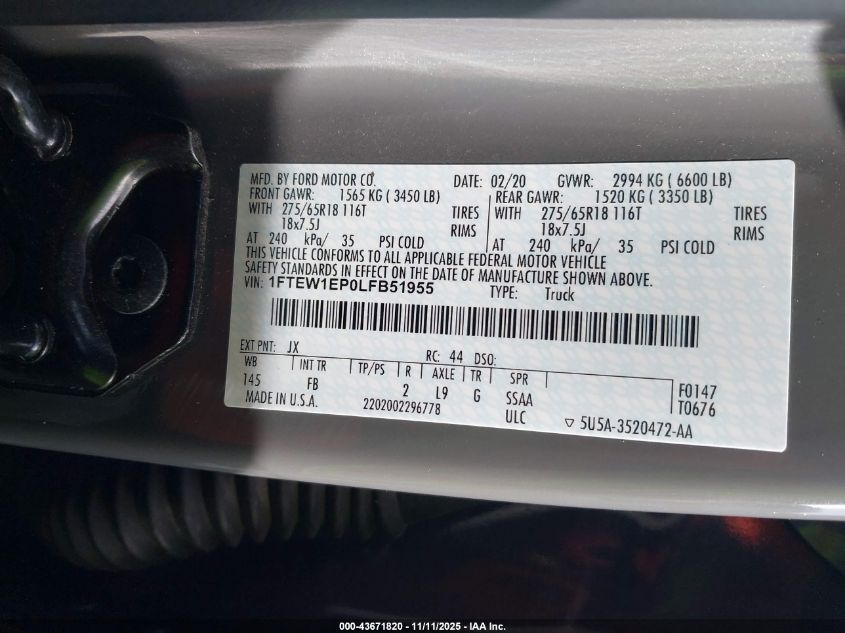 MFD. BY FORD MOTOR CO. DATE: 02/20 GVWR: 2994 KG ( 6600 LB)
FRONT GAWR: 1565 KG ( 3450 LB) REAR GAWR: 1520 KG ( 3350 LB)
WITH 275/65R18 116T TIRES WITH 275/65R18 116T TIRES
18x7.5J RIMS 18x7.5J RIMS
AT 240 kPa/ 35 PSI COLD AT 240 kPa/ 35 PSI COLD
THIS VEHICLE CONFORMS TO ALL APPLICABLE FEDERAL MOTOR VEHICLE
SAFETY STANDARDS IN EFFECT ON THE DATE OF MANUFACTURE SHOWN ABOVE.
VIN: 1FTEW1EP0LFB51955 TYPE: Truck
EXT PNT: JX RC: 44 DSO:
WB INT TR TP/PS R AXLE TR SPR
145 FB 2 L9 G SSAA F0147
MADE IN U.S.A. 2202002296778 ULC T0676
▽ 5U5A-3520472-AA
000-43671820 - 11/11/2025 - IAA Inc.